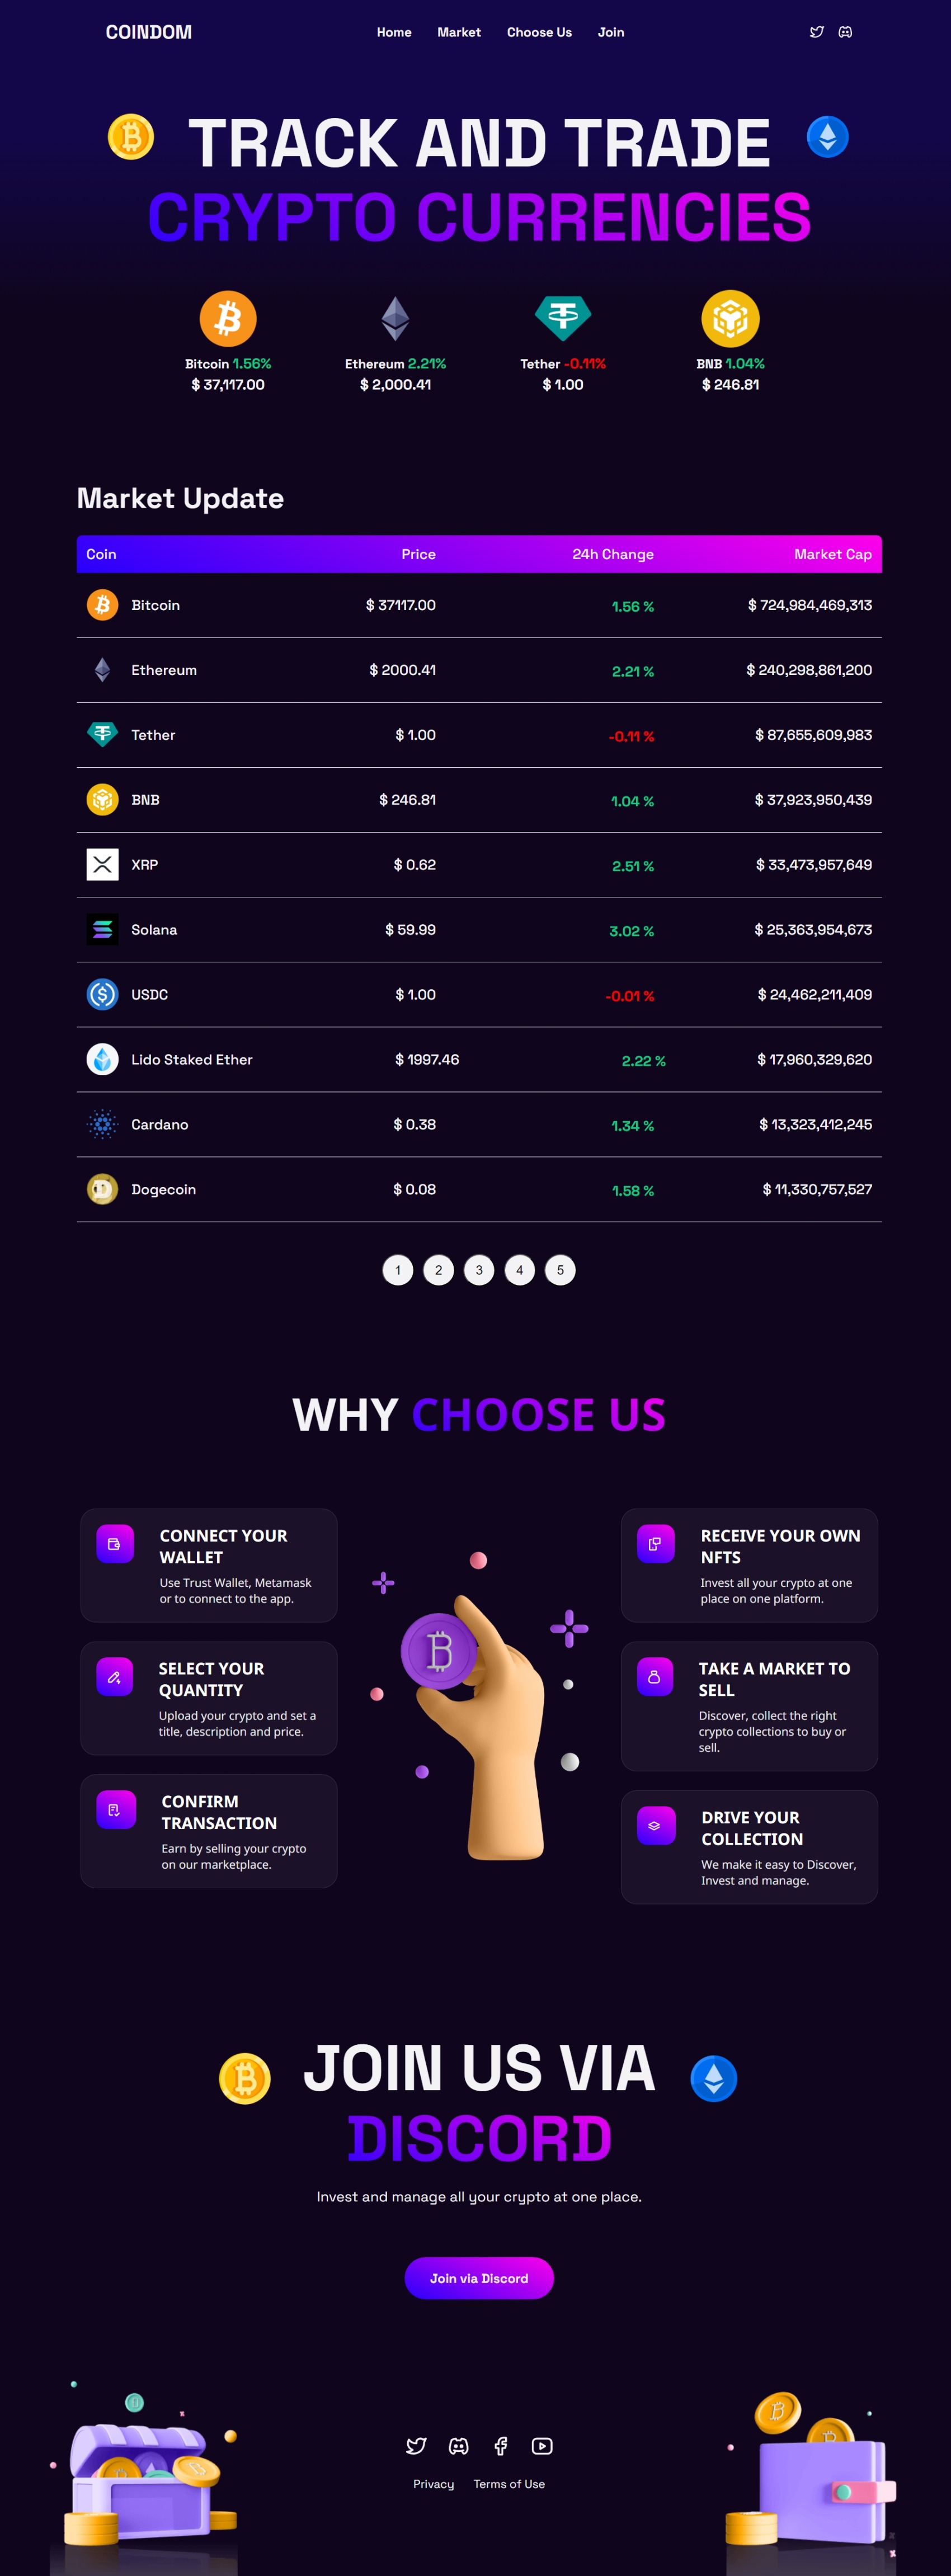 COINDOM
Home Market Choose Us Join
TRACK AND TRADE
CRYPTO CURRENCIES
Bitcoin 1.56%
$ 37,117.00
Ethereum 2.21%
$ 2,000.41
Tether -0.11%
$ 1.00
BNB 1.04%
$ 246.81
Market Update
Coin Price 24h Change Market Cap
Bitcoin $ 37117.00 1.56 % $ 724,984,469,313
Ethereum $ 2000.41 2.21 % $ 240,298,861,200
Tether $ 1.00 -0.11 % $ 87,655,609,983
BNB $ 246.81 1.04 % $ 37,923,950,439
XRP $ 0.62 2.51 % $ 33,473,957,649
Solana $ 59.99 3.02 % $ 25,363,954,673
USDC $ 1.00 -0.01 % $ 24,462,211,409
Lido Staked Ether $ 1997.46 2.22 % $ 17,960,329,620
Cardano $ 0.38 1.34 % $ 13,323,412,245
Dogecoin $ 0.08 1.58 % $ 11,330,757,527
1 2 3 4 5
WHY CHOOSE US
CONNECT YOUR
WALLET
Use Trust Wallet, Metamask
or to connect to the app.
SELECT YOUR
QUANTITY
Upload your crypto and set a
title, description and price.
CONFIRM
TRANSACTION
Earn by selling your crypto
on our marketplace.
RECEIVE YOUR OWN
NFTS
Invest all your crypto at one
place on one platform.
TAKE A MARKET TO
SELL
Discover, collect the right
crypto collections to buy or
sell.
DRIVE YOUR
COLLECTION
We make it easy to Discover,
Invest and manage.
JOIN US VIA
DISCORD
Invest and manage all your crypto at one place.
Join via Discord
Privacy Terms of Use